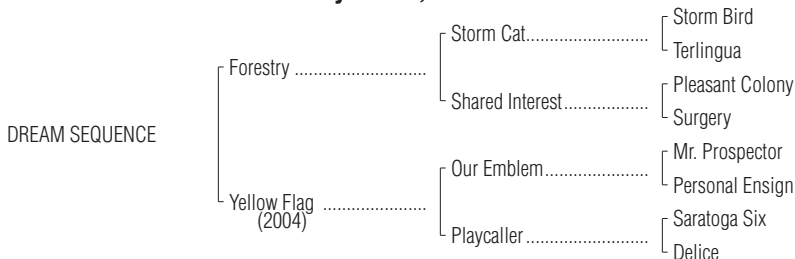 Storm Bird
Storm Cat..............................
Terlingua
Forestry ............................
Pleasant Colony
Shared Interest....................
Surgery
DREAM SEQUENCE
Mr. Prospector
Our Emblem.........................
Personal Ensign
Yellow Flag ......................
(2004)
Saratoga Six
Playcaller.............................
Delice